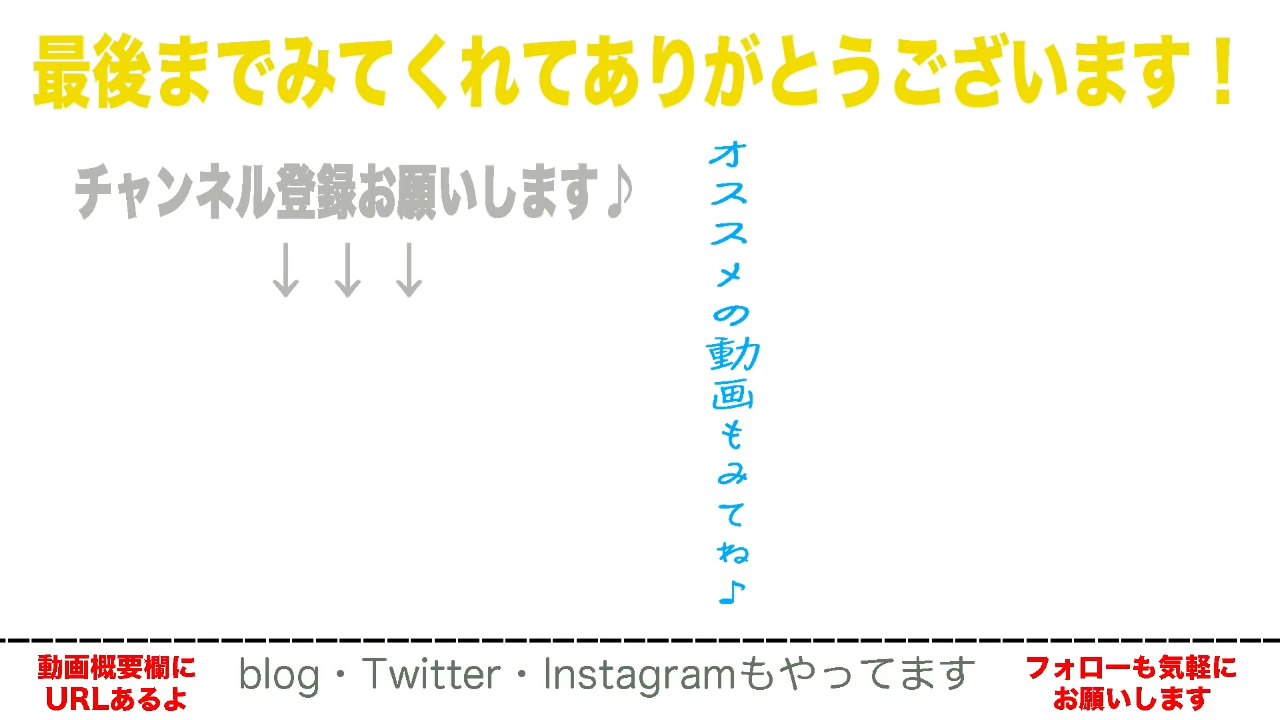 最後までみてくれてありがとうございます！
チャンネル登録お願いします♪
↓ ↓ ↓
オススメの動画もみてね♪
動画概要欄に
URLあるよ
blog・Twitter・Instagramもやってます
フォローも気軽に
お願いします